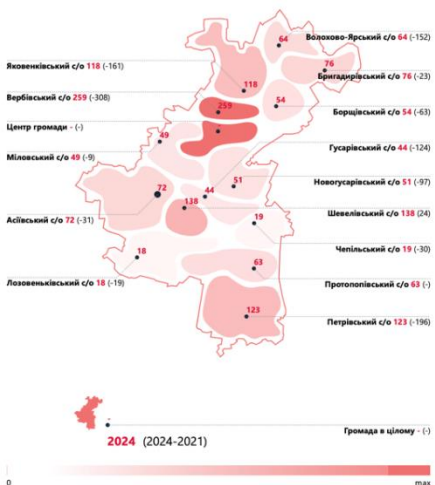 64
Волохово-Ярський с/о 64 (-152)
Яковенківський с/о 118 (-161)
76
Бригадирівський с/о 76 (-23)
118
Вербівський с/о 259 (-308)
259
54
Борщівський с/о 54 (-63)
Центр громади - (-)
49
Гусарівський с/о 44 (-124)
Міловський с/о 49 (-9)
51
Новогусарівський с/о 51 (-97)
72
44
138
Шевелівський с/о 138 (24)
Асіївський с/о 72 (-31)
19
Чепільський с/о 19 (-30)
18
63
Лозовеньківський с/о 18 (-19)
Протопопівський с/о 63 (-)
123
Петрівський с/о 123 (-196)
-
2024 (2024-2021)
Громада в цілому - (-)
0
max